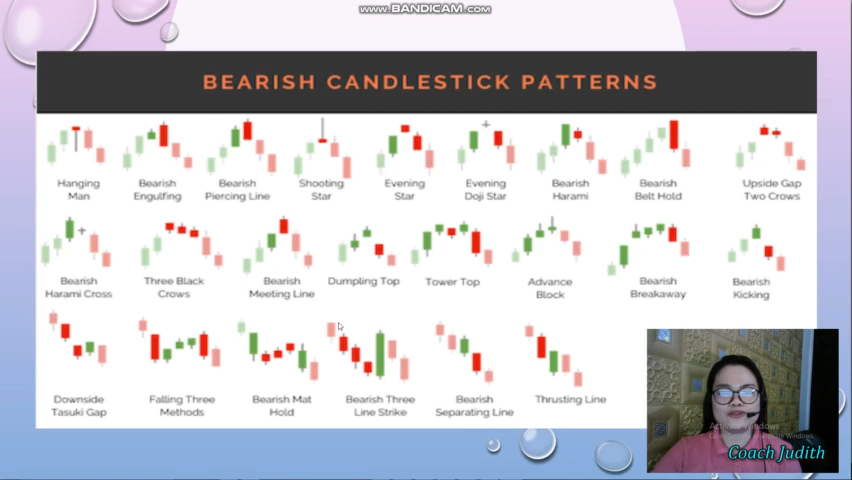 www.BANDICAM.com
BEARISH CANDLESTICK PATTERNS
Hanging
Man
Bearish
Engulfing
Bearish
Piercing Line
Shooting
Star
Evening
Star
Evening
Doji Star
Bearish
Harami
Bearish
Belt Hold
Upside Gap
Two Crows
Bearish
Harami Cross
Three Black
Crows
Bearish
Meeting Line
Dumpling Top
Tower Top
Advance
Block
Bearish
Breakaway
Bearish
Kicking
Downside
Tasuki Gap
Falling Three
Methods
Bearish Mat
Hold
Bearish Three
Line Strike
Bearish
Separating Line
Thrusting Line
Windows
Coach Judith